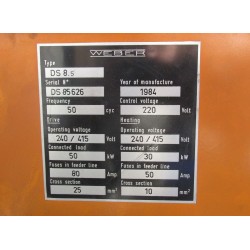 WEBER
Type
DS 8.5
Serial Nº Year of manufacture
DS 85626 1984
Frequency Control voltage
50 cyc 220 Volt
Drive Heating
Operating voltage Operating voltage
240 / 415 Volt 240 / 415 Volt
Connected load Connected load
50 kW 30 kW
Fuses in feeder line Fuses in feeder line
80 Amp 50 Amp
Cross section Cross section
25 mm² 10 mm²